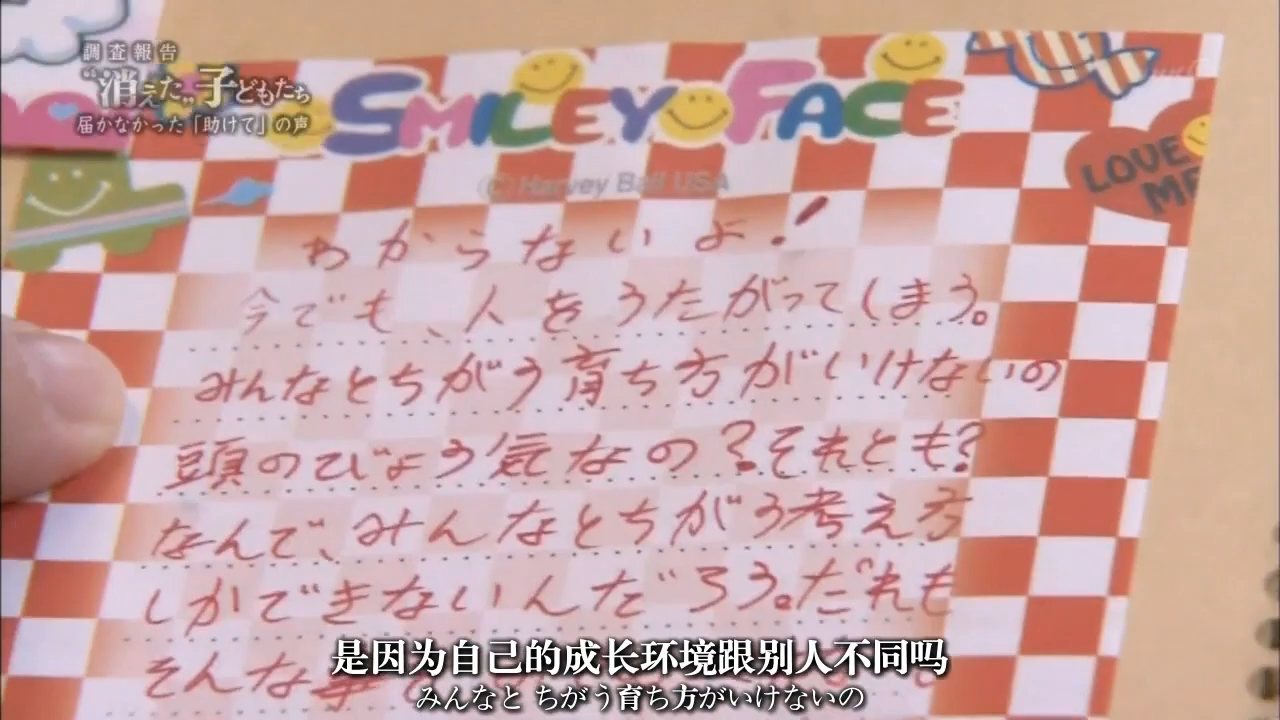 調査報告
“消えた”子どもたち
届かなかった「助けて」の声
SMILEY FACE
© Harvey Ball USA
LOVE
ME
わからないよ!
今でも、人をうたがってしまう。
みんなとちがう育ち方がいけないの
頭のびょう気なの?それとも?
なんで、みんなとちがう考え方
しかできないんだろう。だれも
そんな事
是因为自己的成长环境跟别人不同吗
みんなと ちがう育ち方がいけないの